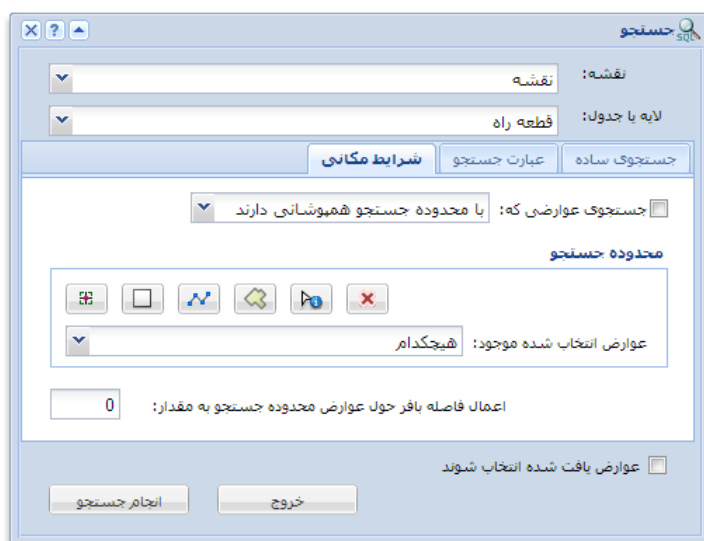 جستجو
SQL
نقشه: نقشه
لایه یا جدول: قطعه راه
جستجوی ساده عبارت جستجو شرایط مکانی
جستجوی عوارضی که: با محدوده جستجو همپوشانی دارند
محدوده جستجو
عوارض انتخاب شده موجود: هیچکدام
اعمال فاصله بافر حول عوارض محدوده جستجو به مقدار: 0
عوارض یافت شده انتخاب شوند
خروج انجام جستجو